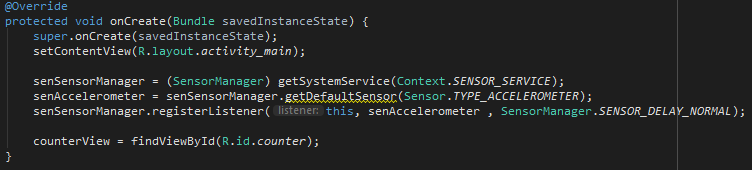 @Override
protected void onCreate(Bundle savedInstanceState) {
super.onCreate(savedInstanceState);
setContentView(R.layout.activity_main);
senSensorManager = (SensorManager) getSystemService(Context.SENSOR_SERVICE);
senAccelerometer = senSensorManager.getDefaultSensor(Sensor.TYPE_ACCELEROMETER);
senSensorManager.registerListener( listener: this, senAccelerometer , SensorManager.SENSOR_DELAY_NORMAL);
counterView = findViewById(R.id.counter);
}